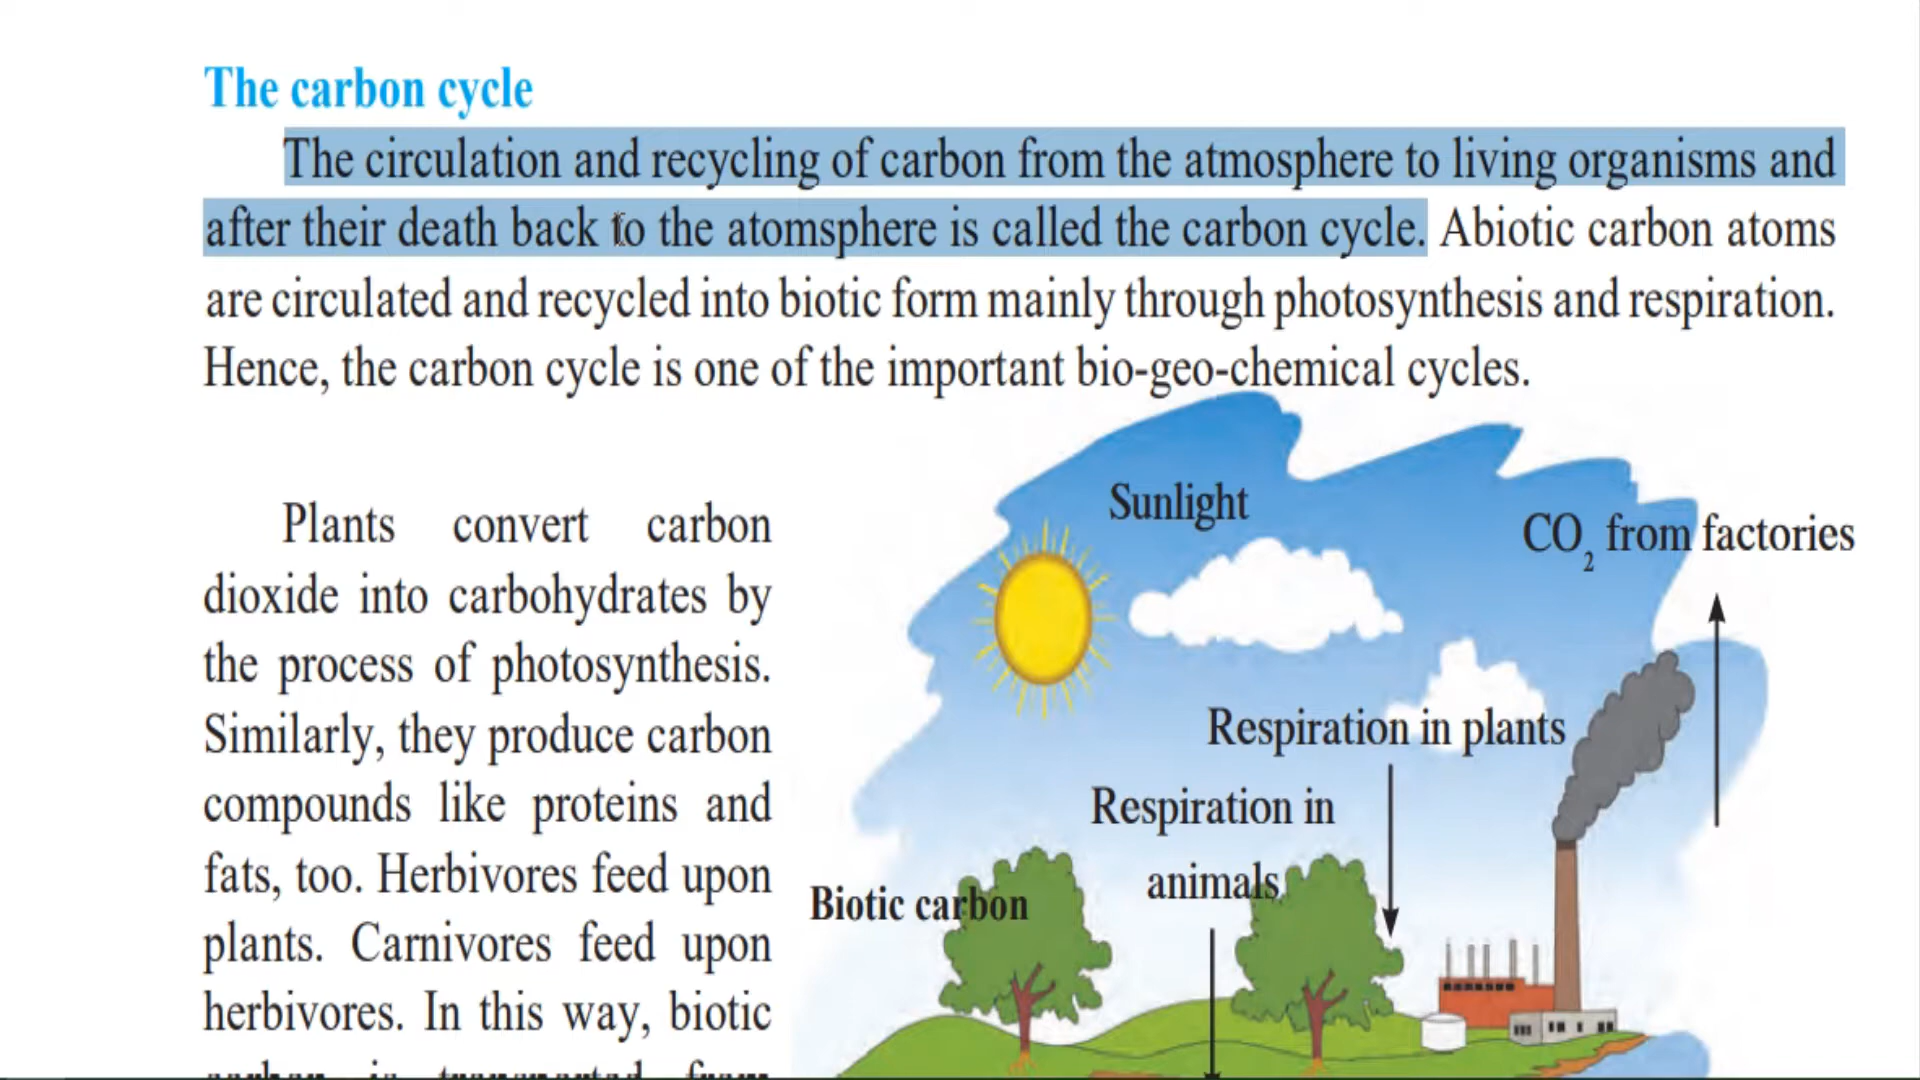 The carbon cycle
The circulation and recycling of carbon from the atmosphere to living organisms and
after their death back to the atomsphere is called the carbon cycle. Abiotic carbon atoms
are circulated and recycled into biotic form mainly through photosynthesis and respiration.
Hence, the carbon cycle is one of the important bio-geo-chemical cycles.
Plants convert carbon
dioxide into carbohydrates by
the process of photosynthesis.
Similarly, they produce carbon
compounds like proteins and
fats, too. Herbivores feed upon
plants. Carnivores feed upon
herbivores. In this way, biotic
Sunlight
CO₂ from factories
Respiration in plants
Respiration in
animals
Biotic carbon